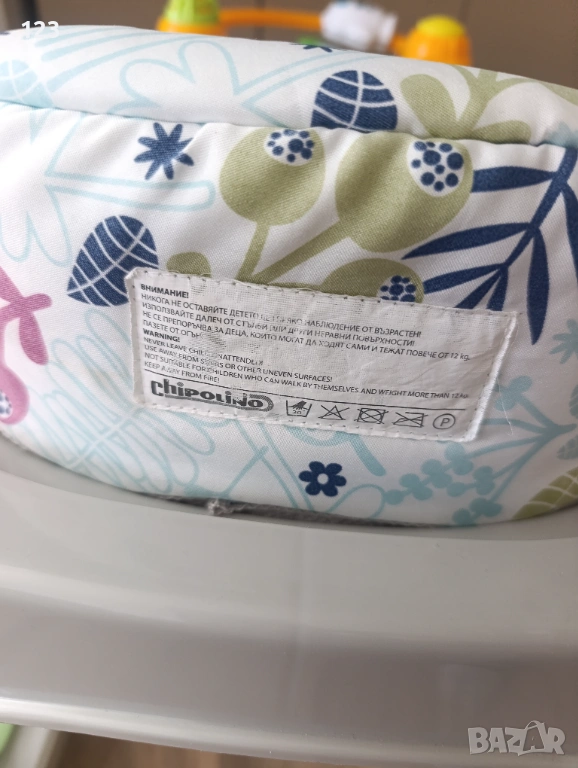 123
ВНИМАНИЕ!
НИКОГА НЕ ОСТАВЯЙТЕ ДЕТЕТО БЕЗ НАБЛЮДЕНИЕ ОТ ВЪЗРАСТЕН!
ИЗПОЛЗВАЙТЕ ДАЛЕЧ ОТ СТЪЛБИ ИЛИ ДРУГИ НЕРАВНИ ПОВЪРХНОСТИ!
НЕ СЕ ПРЕПОРЪЧВА ЗА ДЕЦА, КОИТО МОГАТ ДА ХОДЯТ САМИ И ТЕЖАТ ПОВЕЧЕ ОТ 12 kg.
ПАЗЕТЕ ОТ ОГЪН!
WARNING!
NEVER LEAVE CHILD UNATTENDED!
USE AWAY FROM STAIRS OR OTHER UNEVEN SURFACES!
NOT SUITABLE FOR CHILDREN WHO CAN WALK BY THEMSELVES AND WEIGHT MORE THAN 12 kg
KEEP AWAY FROM FIRE!
chipolino
P
BAZAR